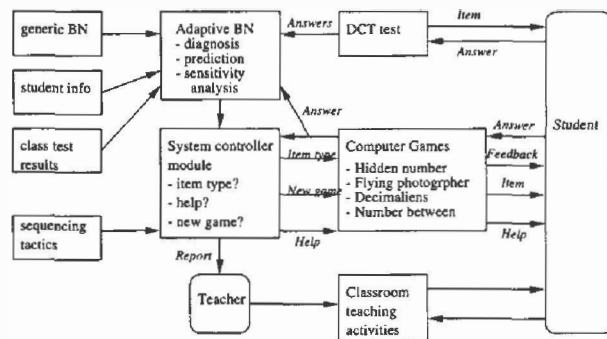 generic BN
Adaptive BN
- diagnosis
- prediction
- sensitivity
analysis
Answers
DCT test
Item
Answer
student info
class test
results
Answer
Student
System controller
module
- item type?
- help?
- new game?
Item type
New game
Help
Computer Games
- Hidden number
- Flying photogrpher
- Decimaliens
- Number between
Answer
Feedback
Item
Help
sequencing
tactics
Report
Teacher
Classroom
teaching
activities